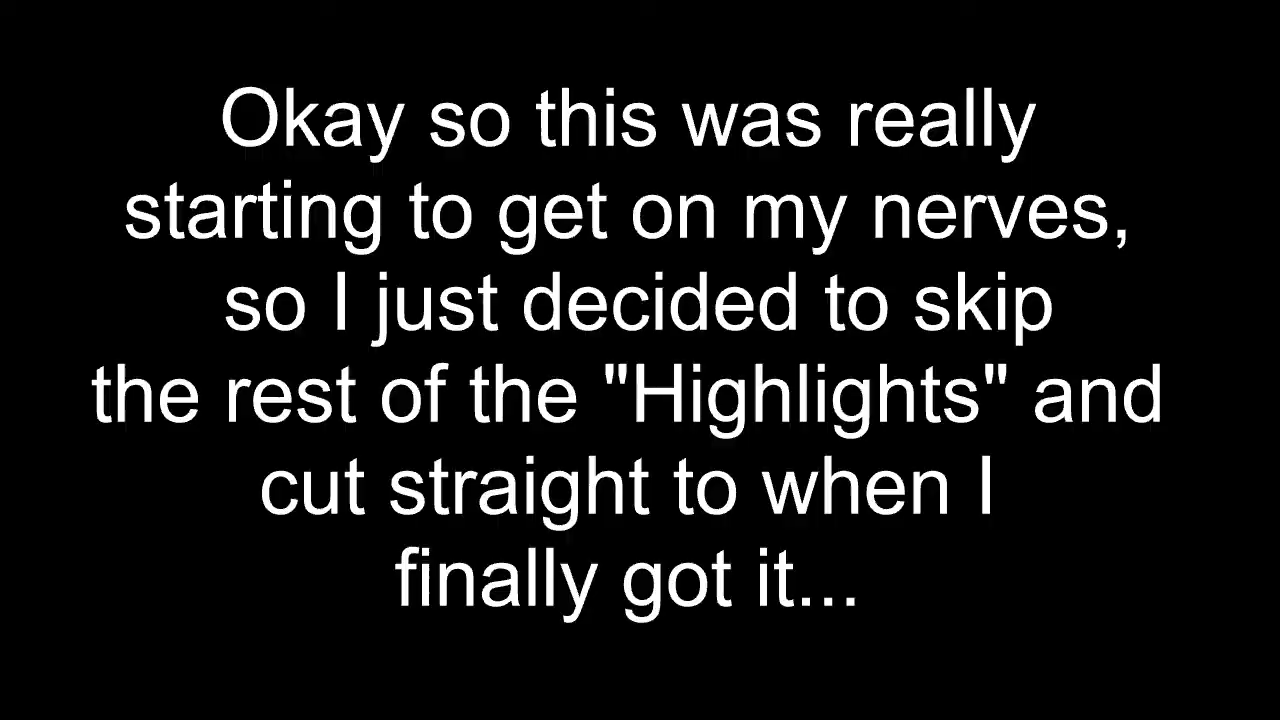 Okay so this was really
starting to get on my nerves,
so I just decided to skip
the rest of the "Highlights" and
cut straight to when I
finally got it...